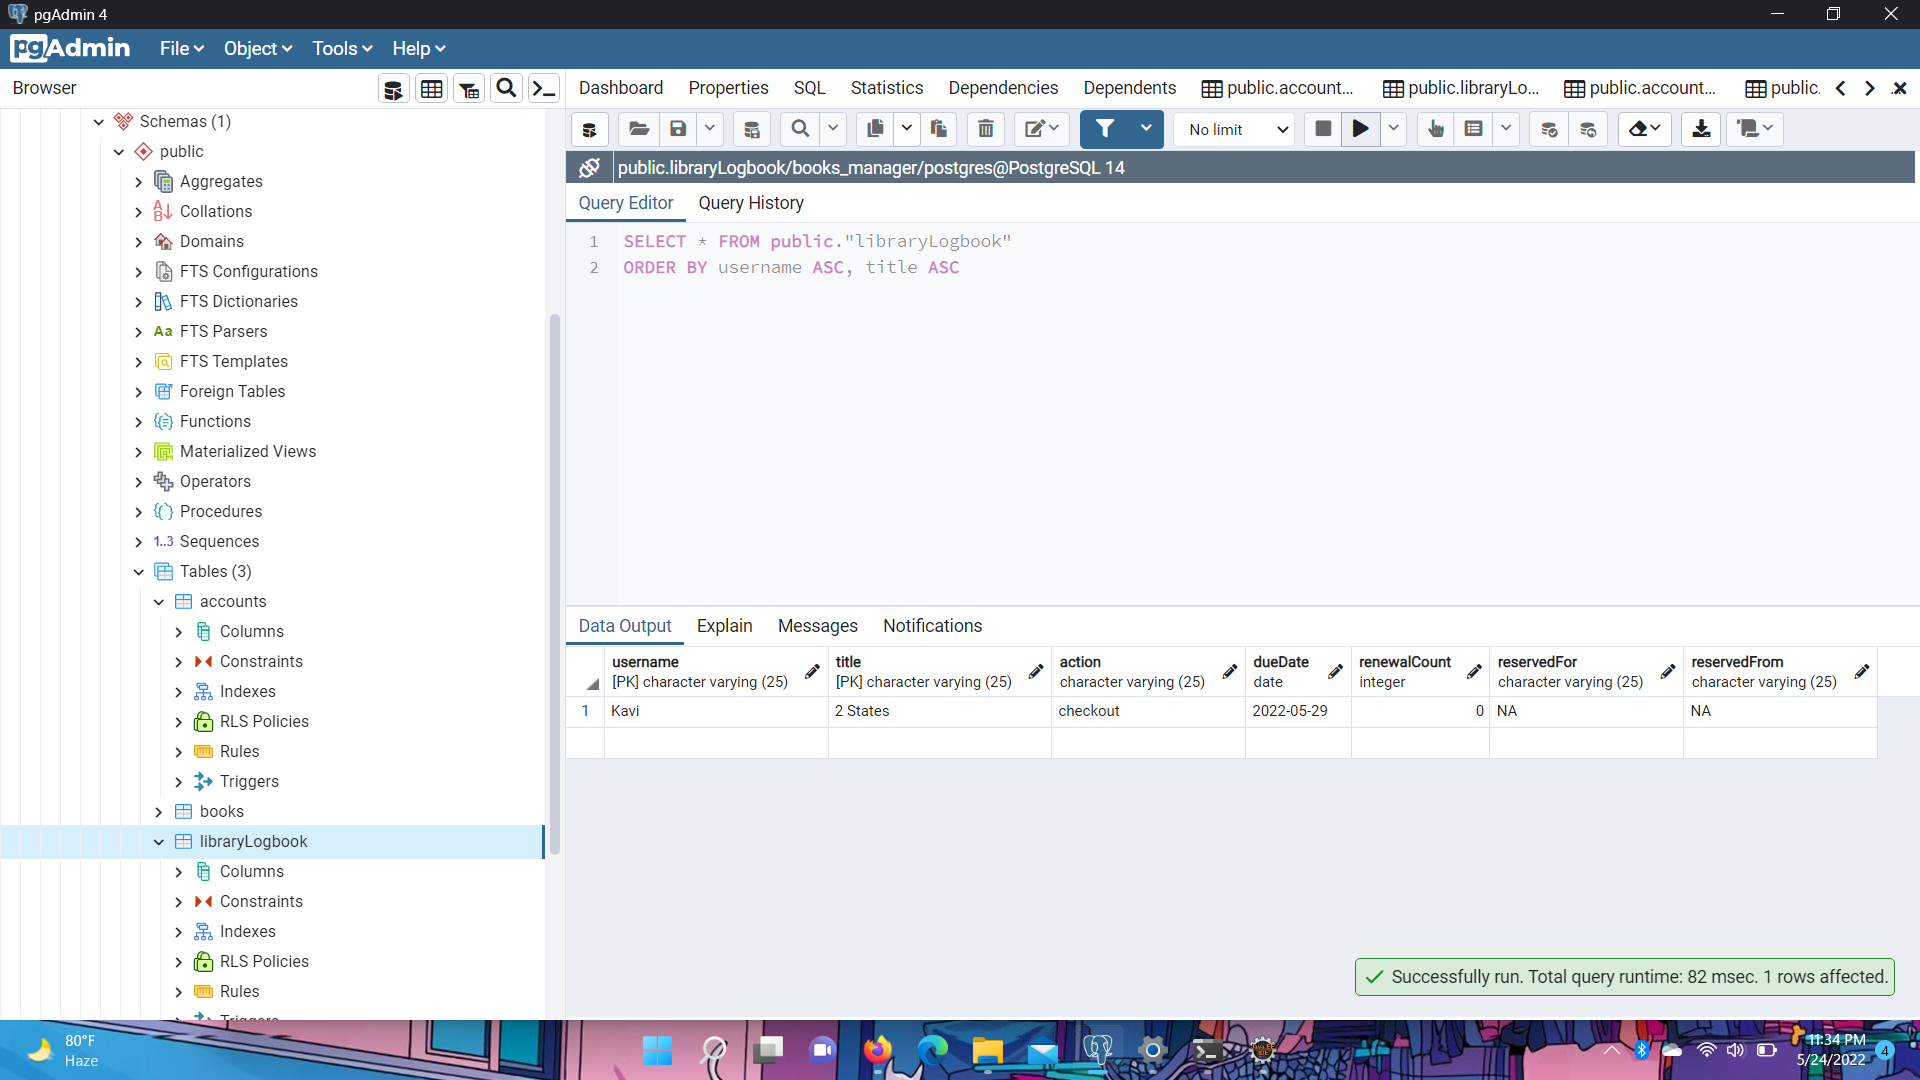 pgAdmin 4
pgAdmin
File
Object
Tools
Help
Browser
Dashboard
Properties
SQL
Statistics
Dependencies
Dependents
public.account...
public.libraryLo...
public.account...
public.
Schemas (1)
public
Aggregates
Collations
Domains
FTS Configurations
FTS Dictionaries
Aa FTS Parsers
FTS Templates
Foreign Tables
Functions
Materialized Views
Operators
Procedures
1..3 Sequences
Tables (3)
accounts
Columns
Constraints
Indexes
RLS Policies
Rules
Triggers
books
libraryLogbook
Columns
Constraints
Indexes
RLS Policies
Rules
Triggers
No limit
public.libraryLogbook/books_manager/postgres@PostgreSQL 14
Query Editor
Query History
1 SELECT * FROM public."libraryLogbook"
2 ORDER BY username ASC, title ASC
Data Output
Explain
Messages
Notifications
username
[PK] character varying (25)
title
[PK] character varying (25)
action
character varying (25)
dueDate
date
renewalCount
integer
reservedFor
character varying (25)
reservedFrom
character varying (25)
1 Kavi 2 States checkout 2022-05-29 0 NA NA
Successfully run. Total query runtime: 82 msec. 1 rows affected.
80°F
Haze
11:34 PM
5/24/2022
4